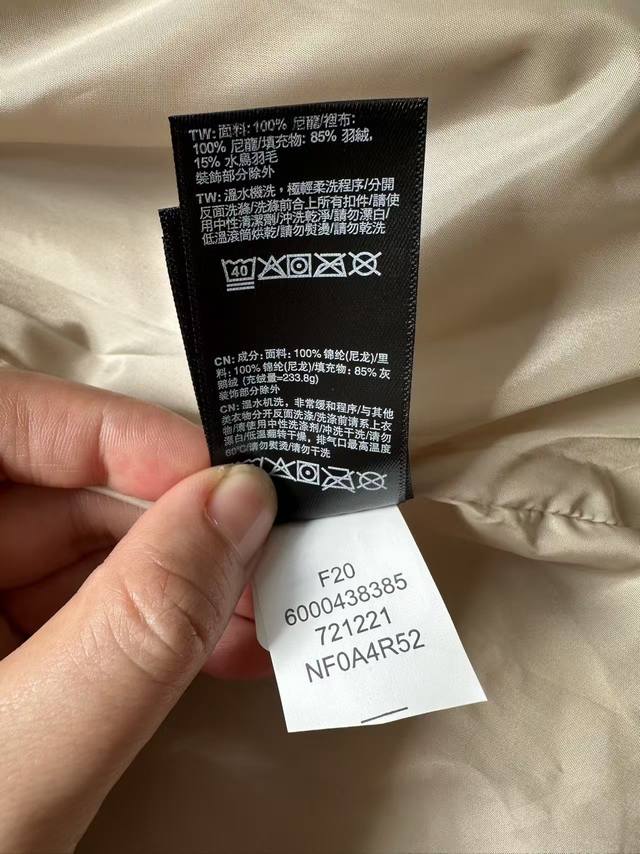 TW: 面料: 100% 尼龍/裡布:
100% 尼龍/填充物: 85% 羽絨,
15% 水鳥羽毛
裝飾部分除外
TW: 溫水機洗，極輕柔洗程序/分開
反面洗滌/洗滌前合上所有扣件/請使
用中性清潔劑/沖洗乾淨/請勿漂白/
低溫滾筒烘乾/請勿熨燙/請勿乾洗
40
CN: 成分: 面料: 100% 锦纶(尼龙)/里
料: 100% 锦纶(尼龙)/填充物: 85% 灰
鹅绒 (充绒量=233.8g)
装饰部分除外
CN: 温水机洗，非常缓和程序/与其他
类衣物分开反面洗涤/洗涤前请系上衣
物/请使用中性洗涤剂/冲洗干洗/请勿
漂白/低温翻转干燥，排气口最高温度
60℃/请勿熨烫/请勿干洗
F20
6000438385
721221
NF0A4R52